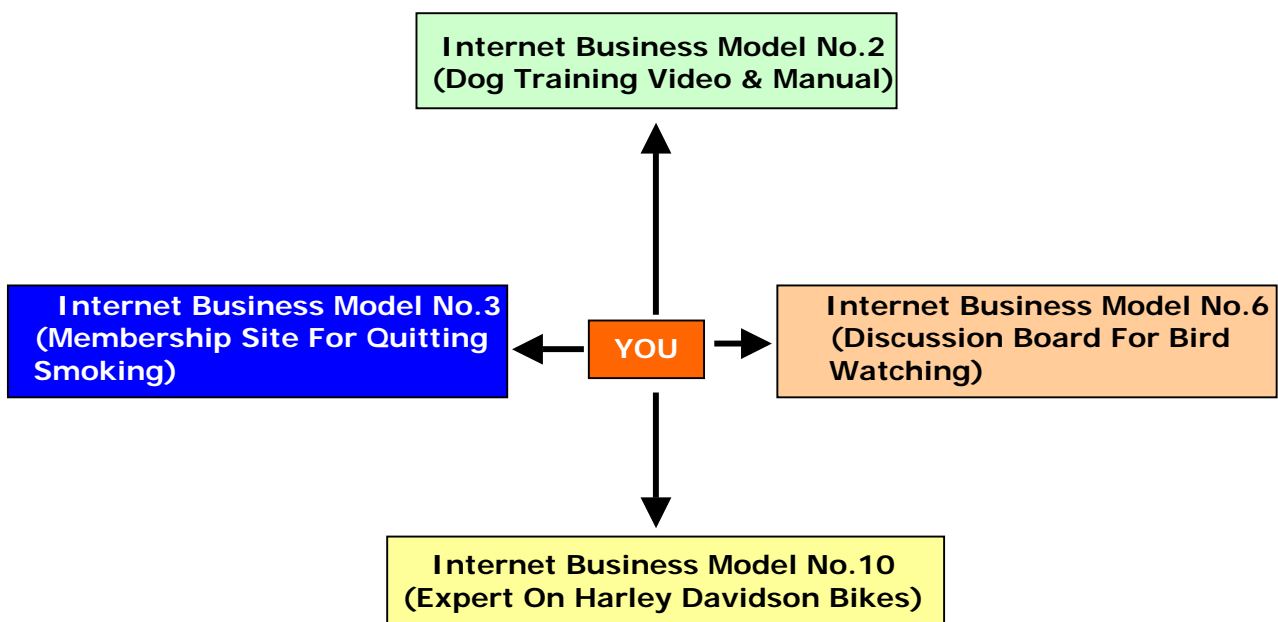 Internet Business Model No.2
(Dog Training Video & Manual)
Internet Business Model No.3
(Membership Site For Quitting
Smoking)
YOU
Internet Business Model No.6
(Discussion Board For Bird
Watching)
Internet Business Model No.10
(Expert On Harley Davidson Bikes)